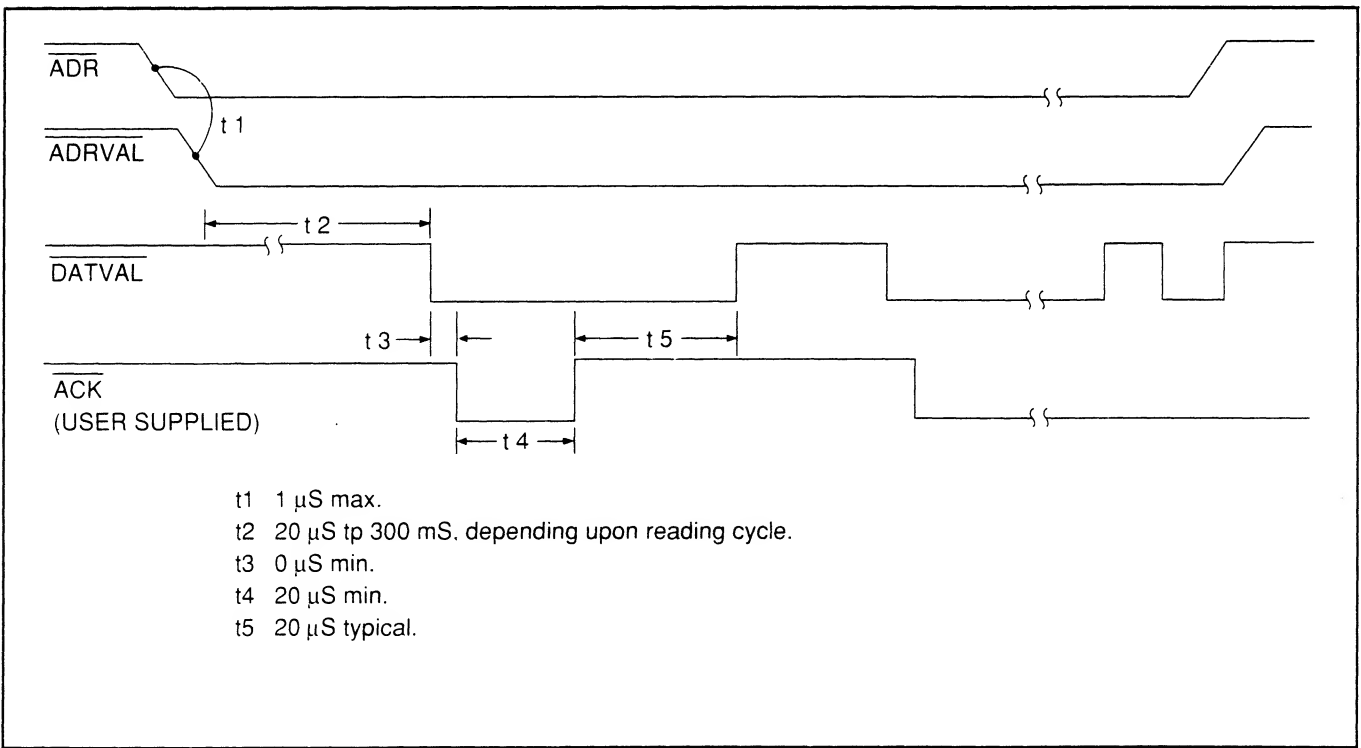 ADR
t 1
ADRVAL
t 2
DATVAL
t 3
t 5
ACK
(USER SUPPLIED)
t 4
t1 1 μS max.
t2 20 μS tp 300 mS, depending upon reading cycle.
t3 0 μS min.
t4 20 μS min.
t5 20 μS typical.